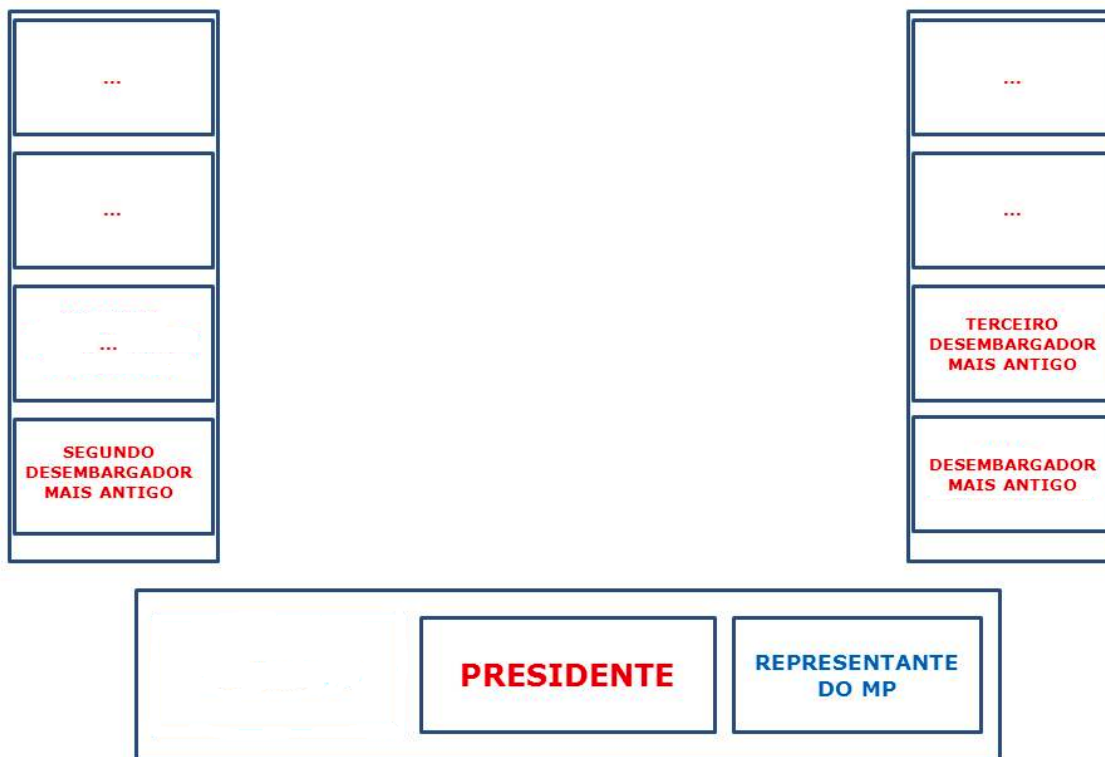 ...
...
...
...
...
TERCEIRO
DESEMBARGADOR
MAIS ANTIGO
SEGUNDO
DESEMBARGADOR
MAIS ANTIGO
DESEMBARGADOR
MAIS ANTIGO
PRESIDENTE
REPRESENTANTE
DO MP